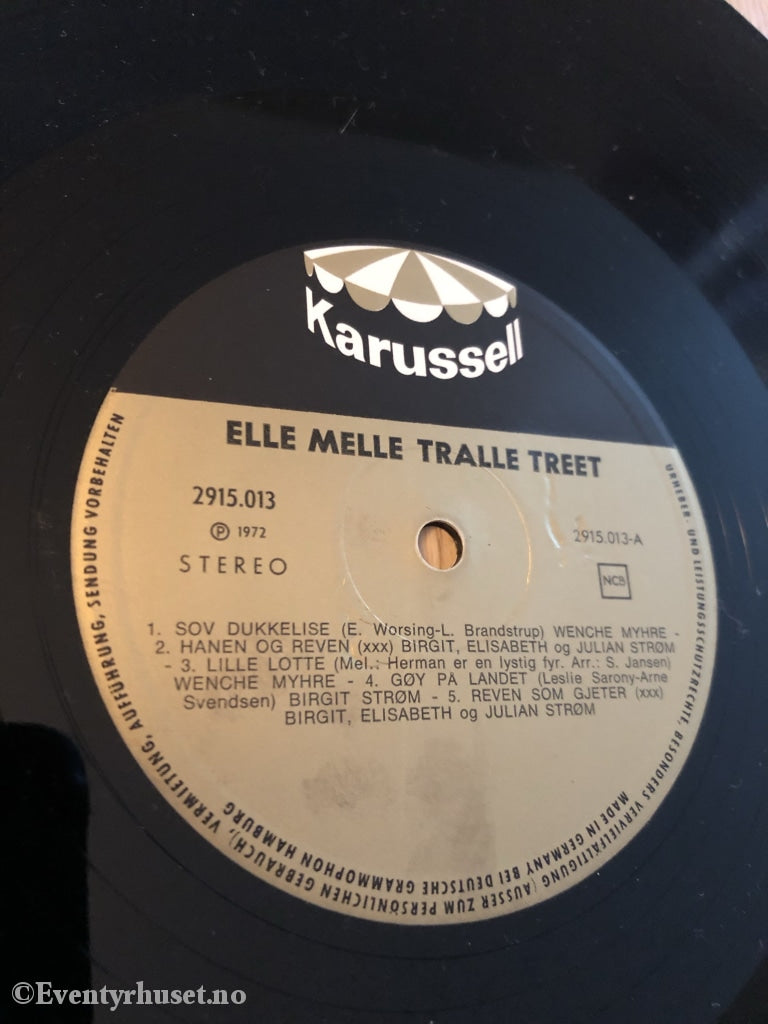 Karussell
ELLE MELLE TRALLE TREET
2915.013
Ⓟ 1972
STEREO
2915.013-A
NCB
1. SOV DUKKELISE (E. Worsing-L. Brandstrup) WENCHE MYHRE -
2. HANEN OG REVEN (xxx) BIRGIT, ELISABETH og JULIAN STRØM
- 3. LILLE LOTTE (Mel.: Herman er en lystig fyr. Arr.: S. Jansen)
WENCHE MYHRE - 4. GØY PÅ LANDET (Leslie Sarony-Arne
Svendsen) BIRGIT STRØM - 5. REVEN SOM GJETER (xxx)
BIRGIT, ELISABETH og JULIAN STRØM
URHEBER- UND LEISTUNGSSCHUTZRECHTE, BESONDERS VERVIELFÄLTIGUNG (AUSSER ZUM PERSÖNLICHEN GEBRAUCH), VERMIETUNG, AUFFÜHRUNG, SENDUNG VORBEHALTEN
MADE IN GERMANY BEI DEUTSCHE GRAMMOPHON HAMBURG
©Eventyrhuset.no